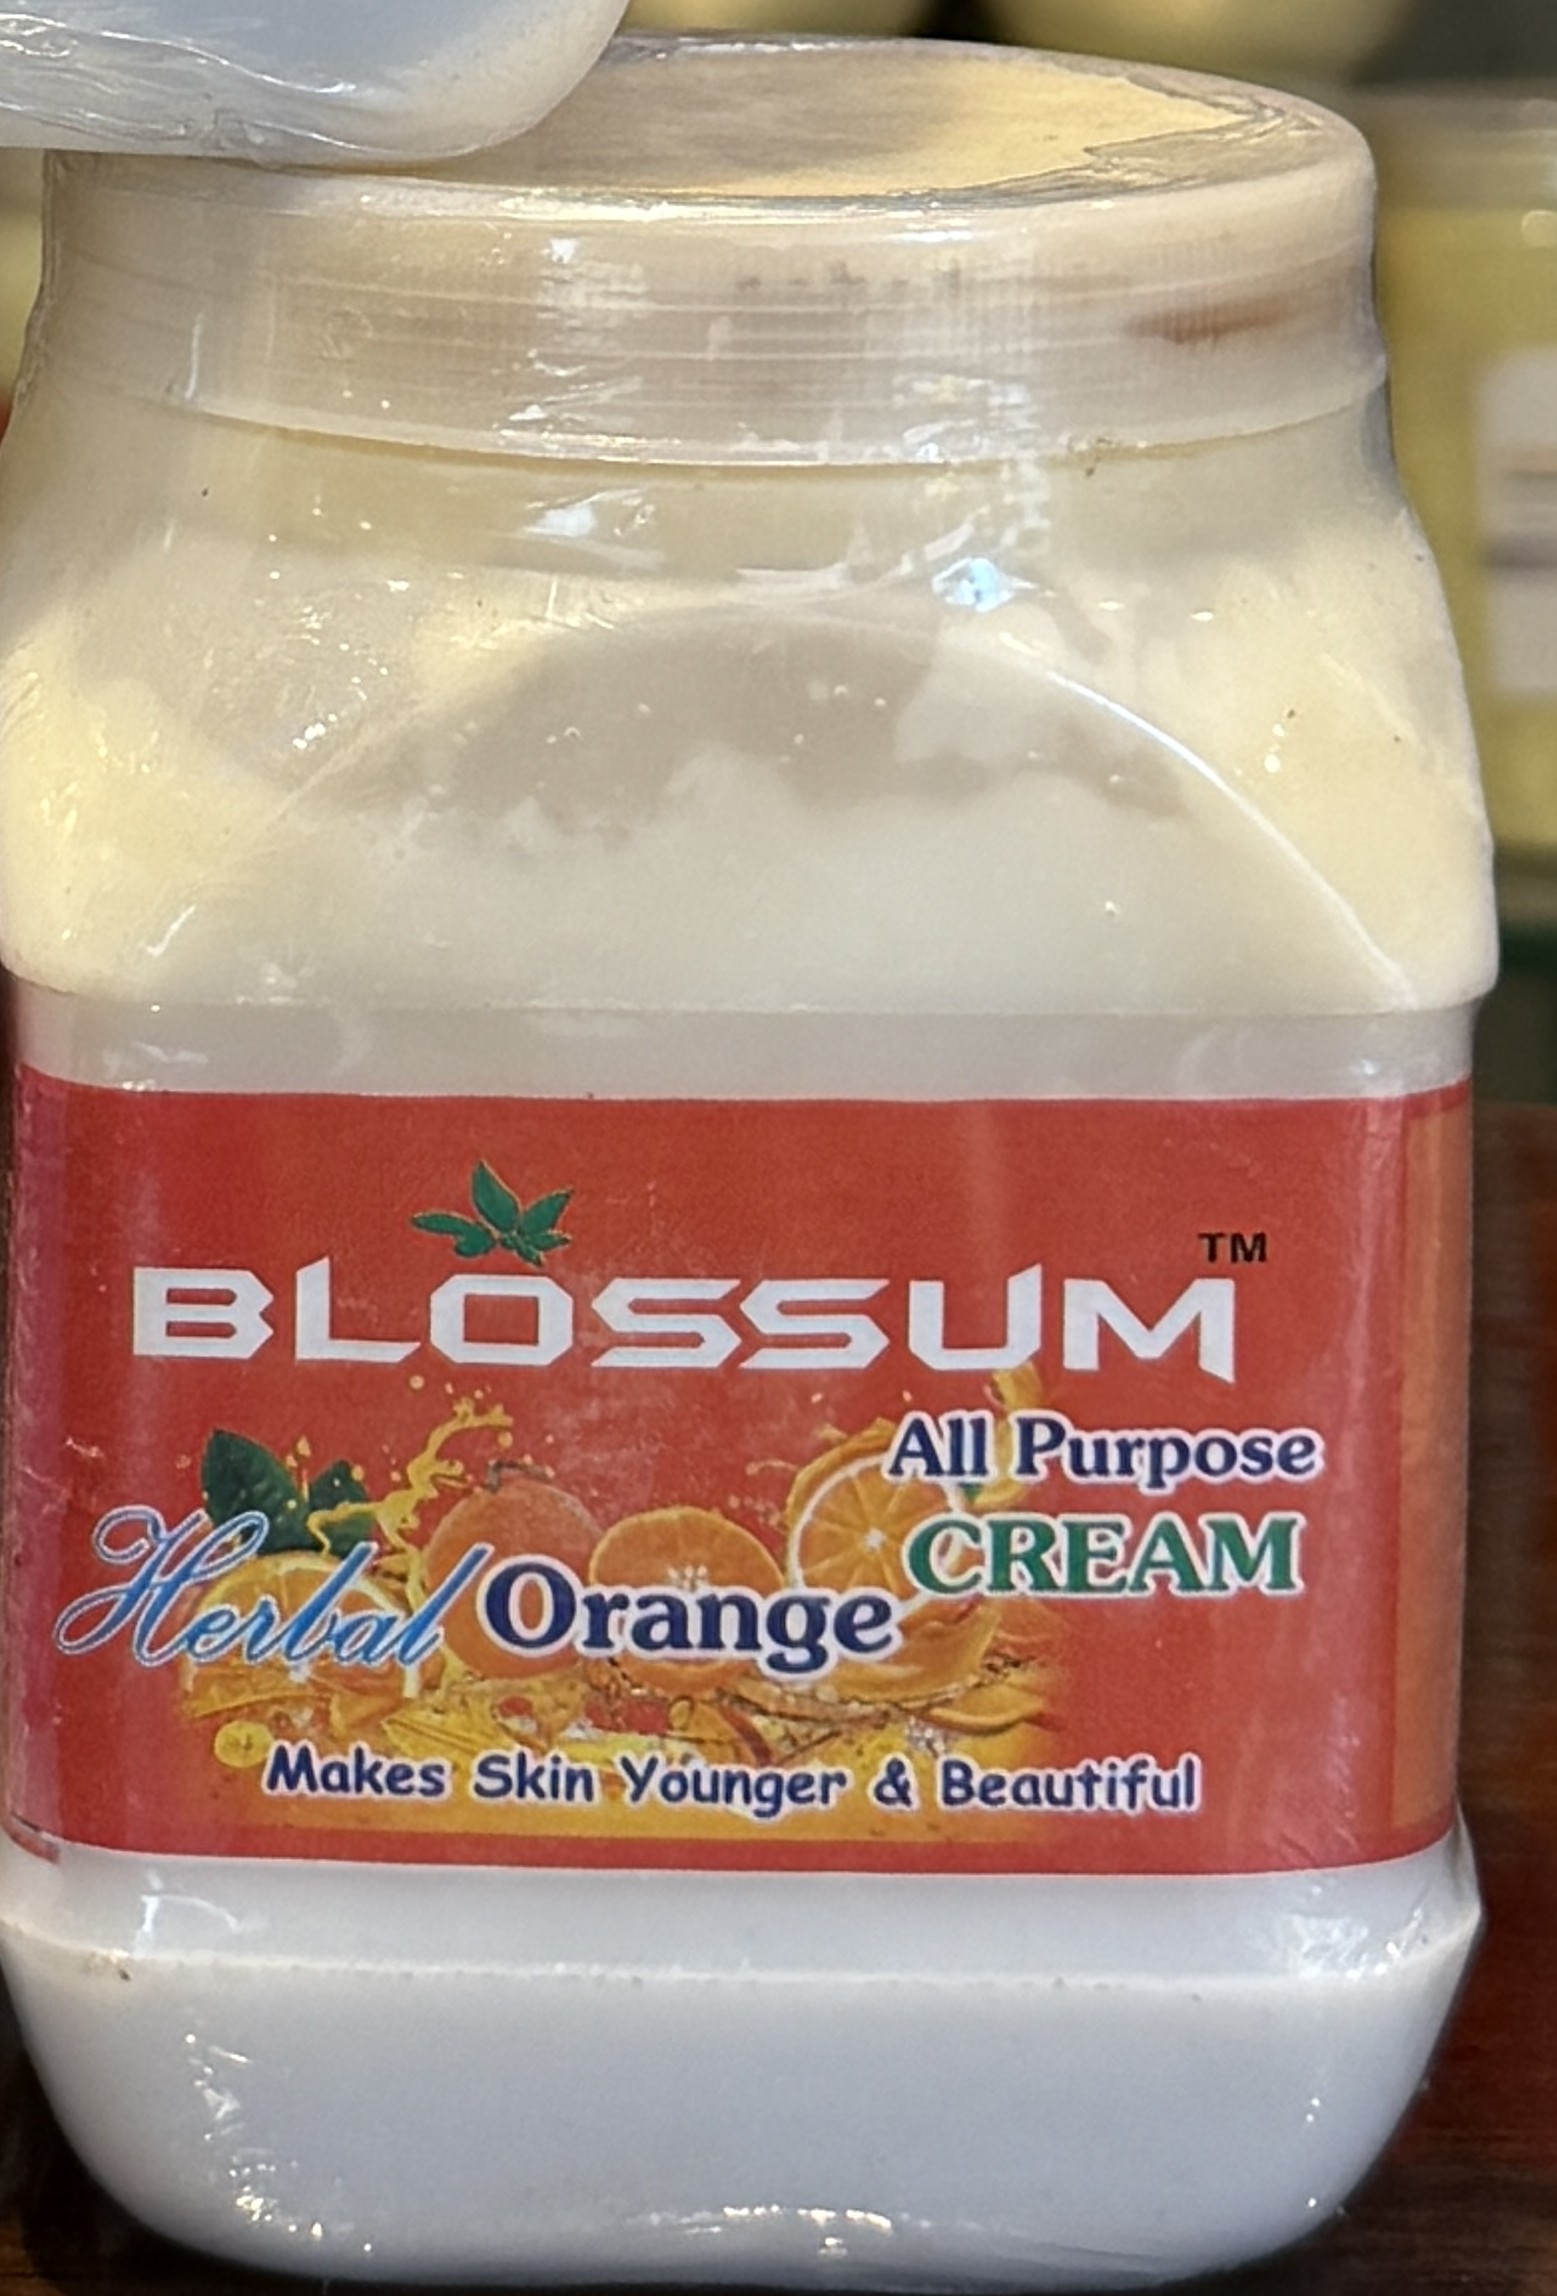 BLOSSUM™
All Purpose
CREAM
Herbal Orange
Makes Skin Younger & Beautiful